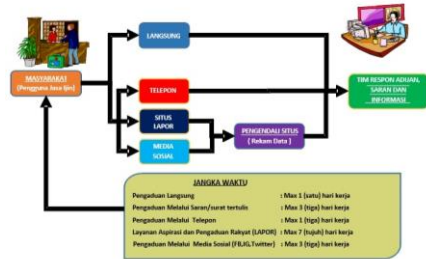 LANGSUNG
MASYARAKAT
(Pengguna Jasa Ijin)
TELEPON
TIM RESPON ADUAN,
SARAN DAN
INFORMASI
SITUS
LAPOR
PENGENDALI SITUS
( Rekam Data )
MEDIA
SOSIAL
JANGKA WAKTU
Pengaduan Langsung : Max 1 (satu) hari kerja
Pengaduan Melalui Saran/surat tertulis : Max 3 (tiga) hari kerja
Pengaduan Melalui Telepon : Max 1 (tiga) hari kerja
Layanan Aspirasi dan Pengaduan Rakyat (LAPOR) : Max 7 (tujuh) hari kerja
Pengaduan Melalui Media Sosial (FB,IG,Twitter) : Max 3 (tiga) hari kerja